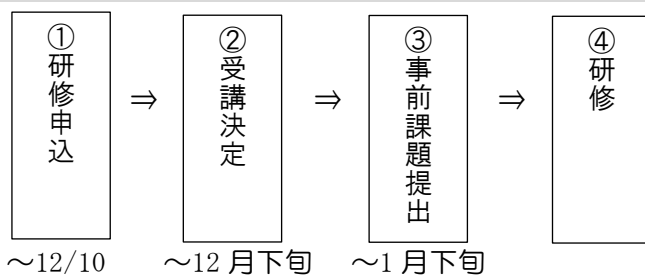 ①研修申込
⇒
②受講決定
⇒
③事前課題提出
⇒
④研修
～12/10
～12月下旬
～1月下旬